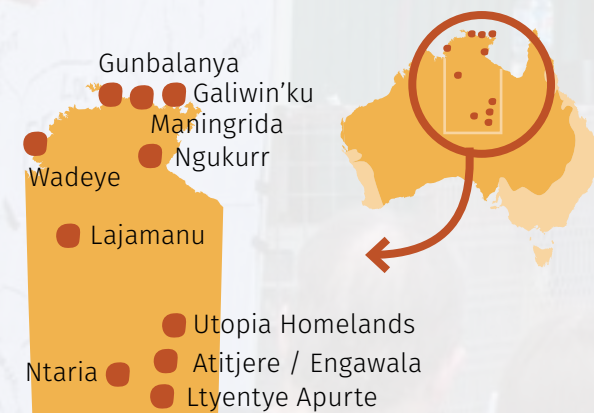 Gunbalanya
Galiwin’ku
Maningrida
Ngukurr
Wadeye
Lajamanu
Utopia Homelands
Atitjere / Engawala
Ntaria
Ltyentye Apurte